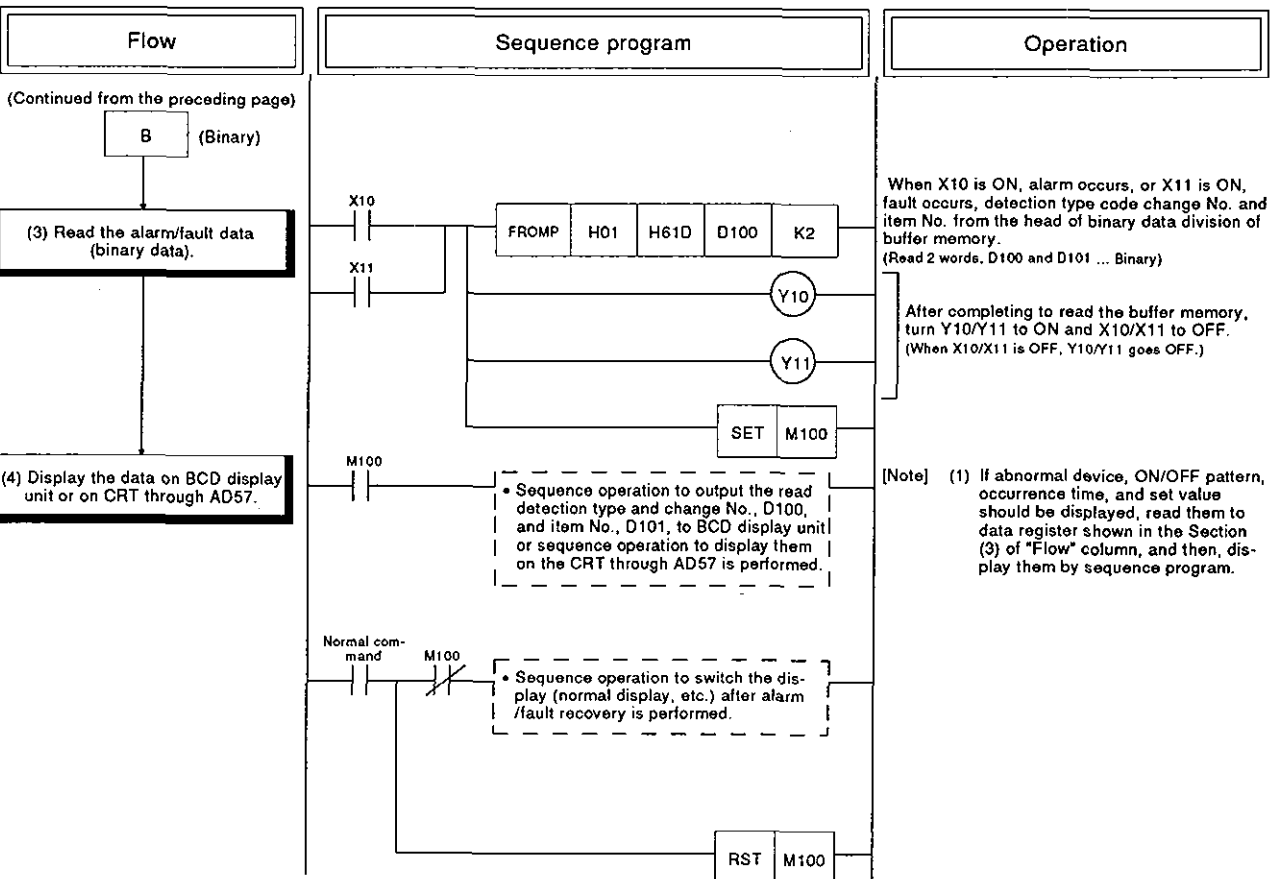 Flow
Sequence program
Operation
(Continued from the preceding page)
B
(Binary)
(3) Read the alarm/fault data
(binary data).
(4) Display the data on BCD display
unit or on CRT through AD57.
X10
FROMP H01 H61D D100 K2
X11
Y10
Y11
SET M100
M100
• Sequence operation to output the read
detection type and change No., D100,
and item No., D101, to BCD display unit
or sequence operation to display them
on the CRT through AD57 is performed.
Normal com-
mand
M100
• Sequence operation to switch the dis-
play (normal display, etc.) after alarm
/fault recovery is performed.
RST M100
When X10 is ON, alarm occurs, or X11 is ON,
fault occurs, detection type code change No. and
item No. from the head of binary data division of
buffer memory.
(Read 2 words, D100 and D101 ... Binary)
After completing to read the buffer memory,
turn Y10/Y11 to ON and X10/X11 to OFF.
(When X10/X11 is OFF, Y10/Y11 goes OFF.)
[Note] (1) If abnormal device, ON/OFF pattern,
occurrence time, and set value
should be displayed, read them to
data register shown in the Section
(3) of "Flow" column, and then, dis-
play them by sequence program.